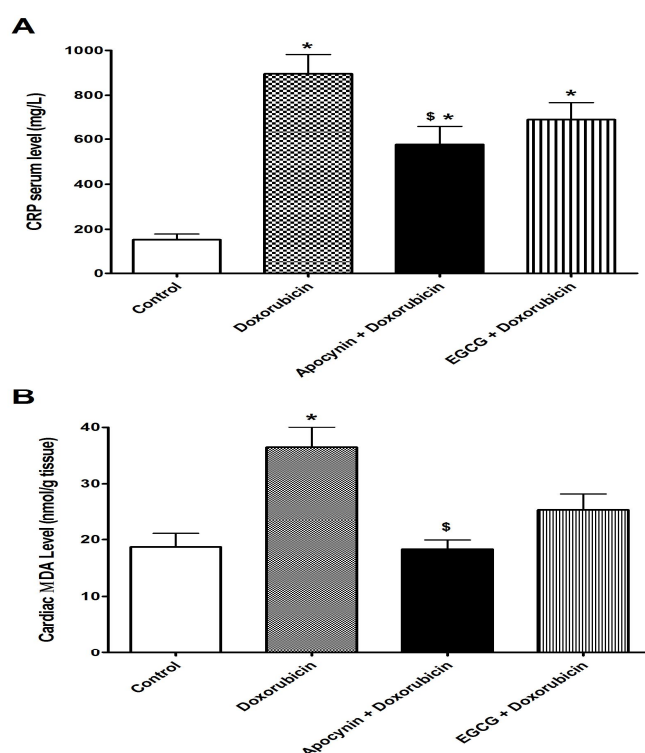 A
CRP serum level (mg/L)
1000
800
600
400
200
0
*
$ *
*
Control
Doxorubicin
Apocynin + Doxorubicin
EGCG + Doxorubicin
B
Cardiac MDA Level (nmol/g tissue)
40
30
20
10
0
*
$
Control
Doxorubicin
Apocynin + Doxorubicin
EGCG + Doxorubicin